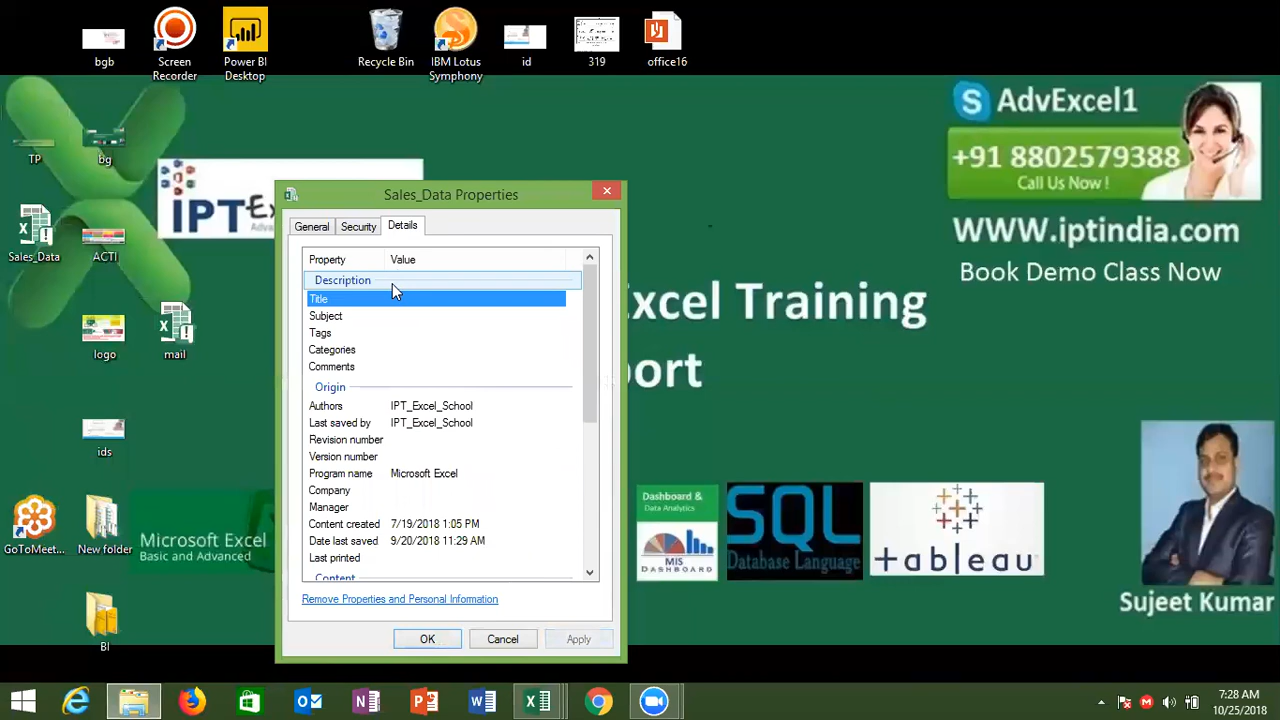 bgb
Screen Recorder
Power BI Desktop
Recycle Bin
IBM Lotus Symphony
id
319
office16
AdvExcel1
+91 8802579388
Call Us Now !
WWW.iptindia.com
Book Demo Class Now
TP
bg
IPT
Sales_Data
ACTI
logo
mail
ids
GoToMeet...
New folder
BI
Microsoft Excel
Basic and Advanced
xcel Training
port
Dashboard &
Data Analytics
MIS
DASHBOARD
SQL
Database Language
+ableau
Sujeet Kumar
Sales_Data Properties
General
Security
Details
Property
Value
Description
Title
Subject
Tags
Categories
Comments
Origin
Authors IPT_Excel_School
Last saved by IPT_Excel_School
Revision number
Version number
Program name Microsoft Excel
Company
Manager
Content created 7/19/2018 1:05 PM
Date last saved 9/20/2018 11:29 AM
Last printed
Content
Remove Properties and Personal Information
OK
Cancel
Apply
7:28 AM
10/25/2018